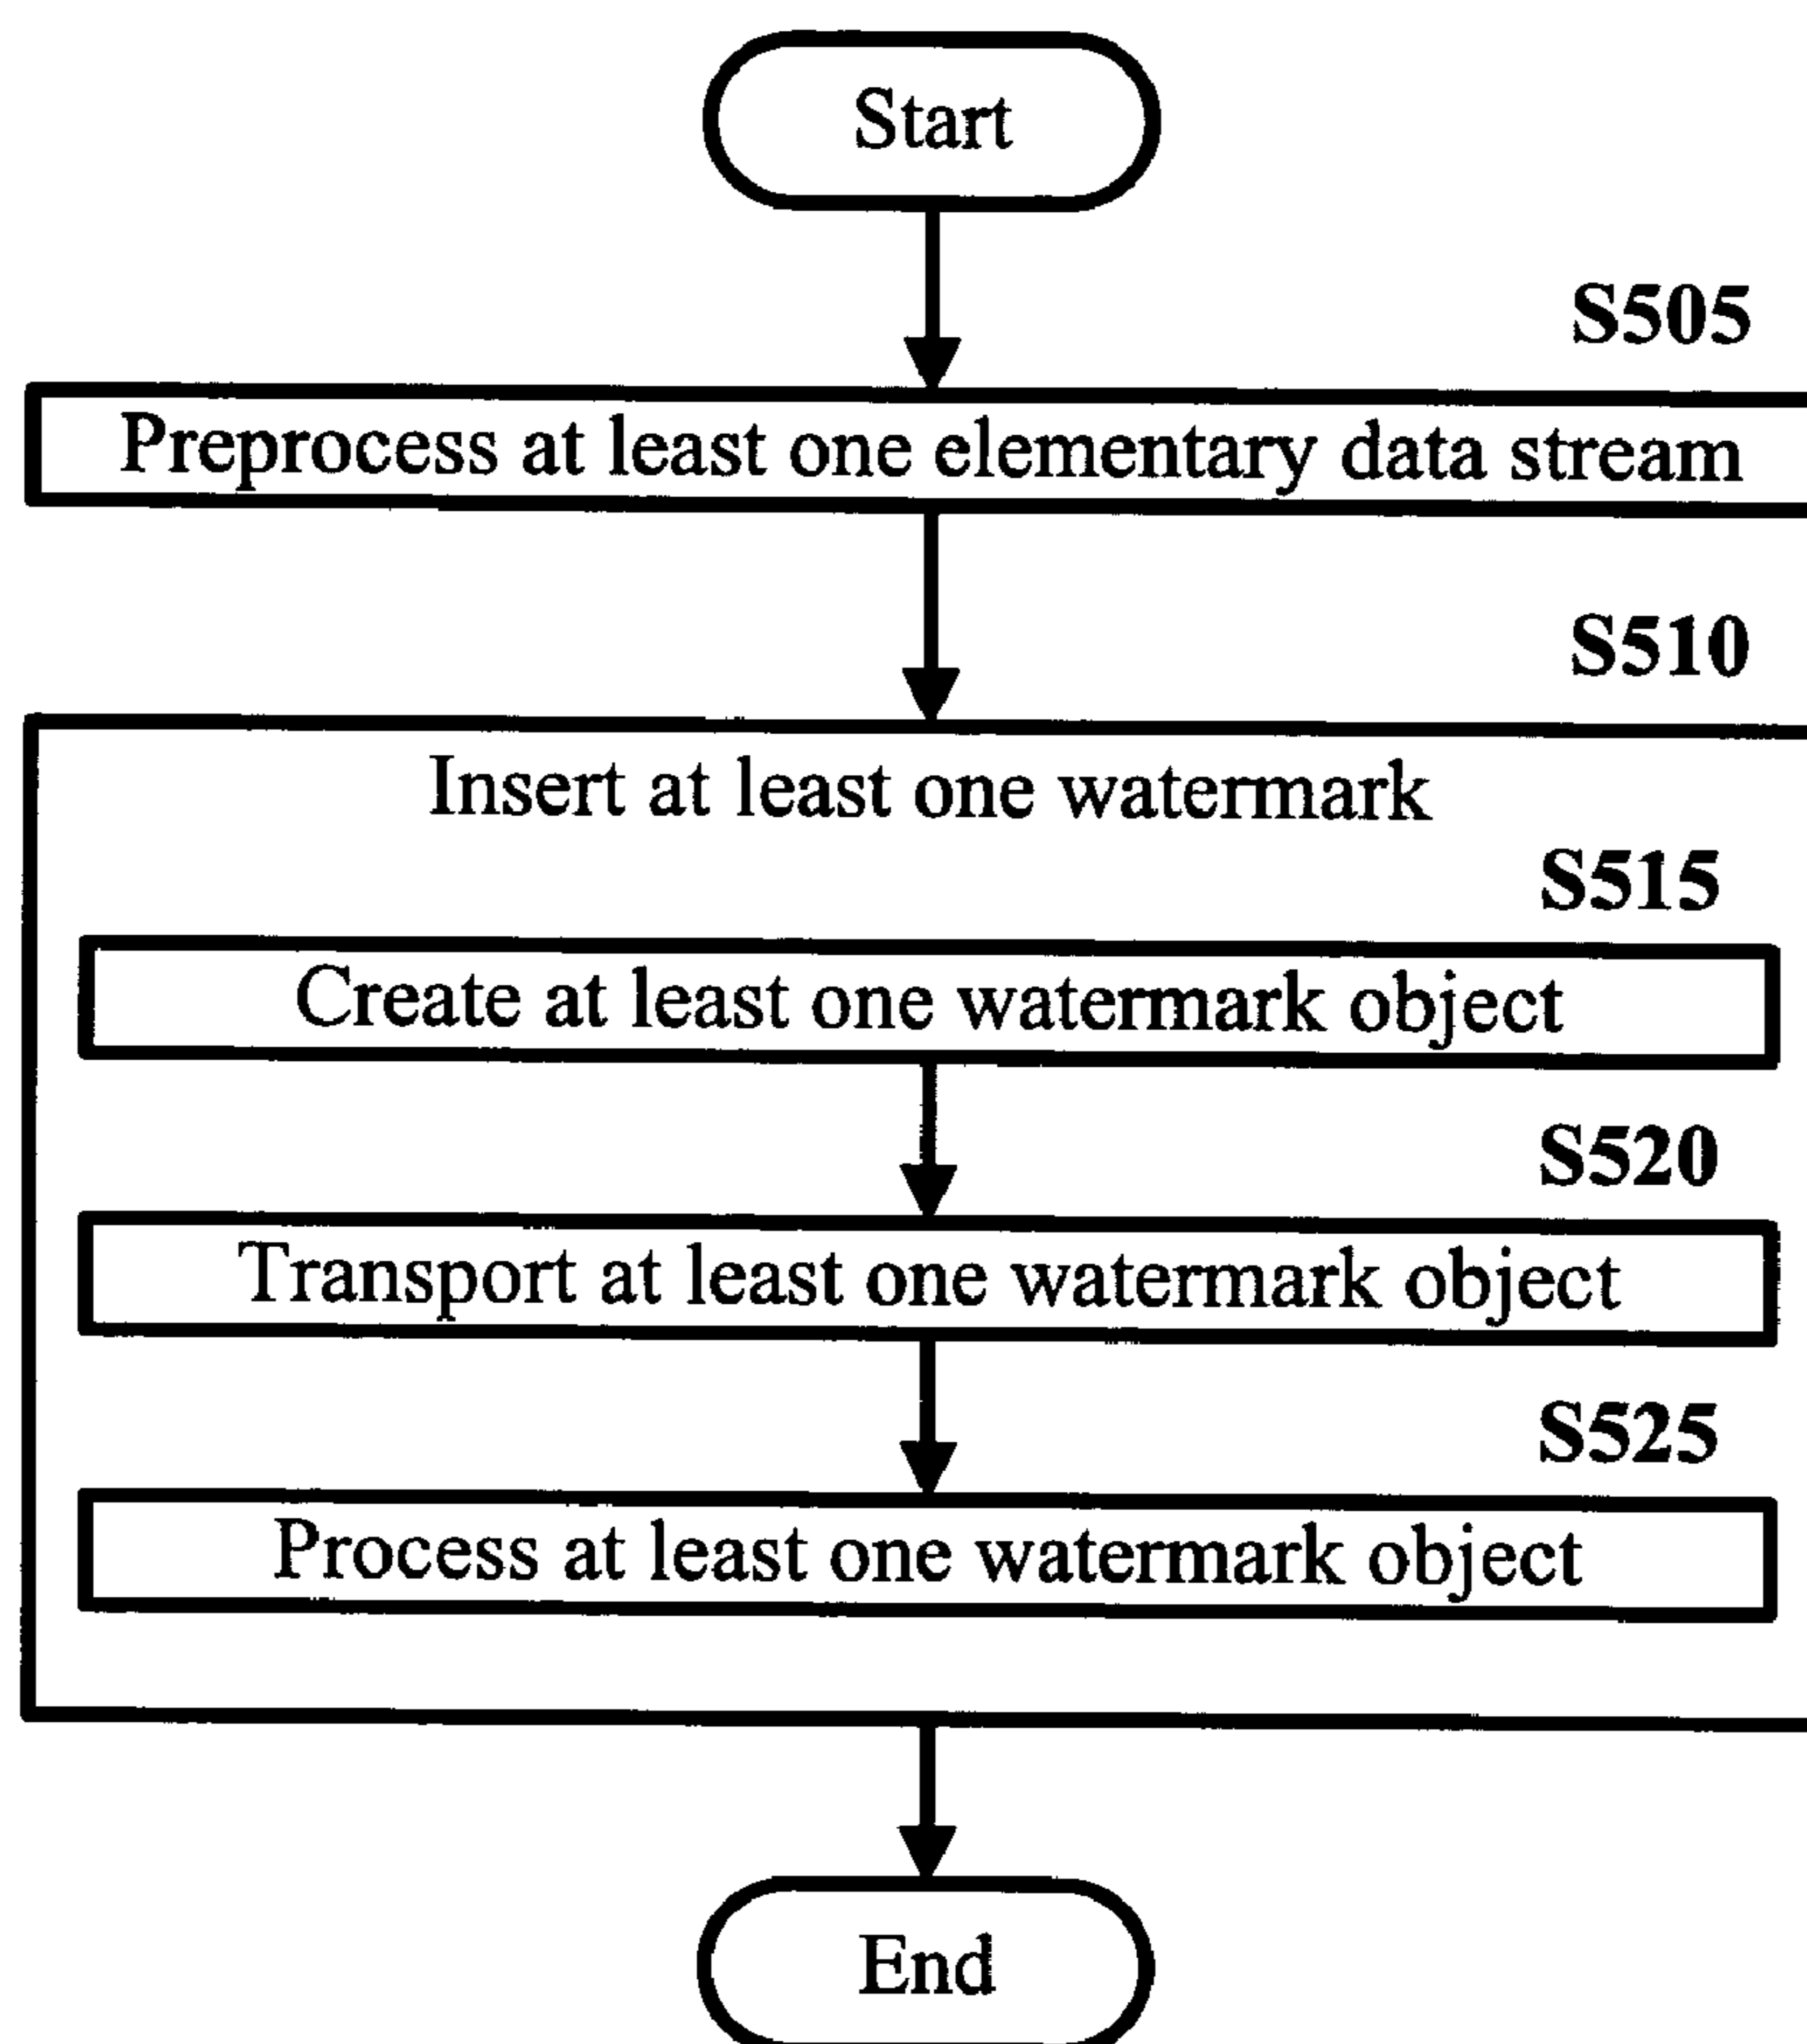 Start
S505
Preprocess at least one elementary data stream
S510
Insert at least one watermark
S515
Create at least one watermark object
S520
Transport at least one watermark object
S525
Process at least one watermark object
End